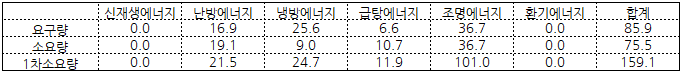 신재생에너지 난방에너지 냉방에너지 급탕에너지 조명에너지 환기에너지 합계
요구량 0.0 16.9 25.6 6.6 36.7 0.0 85.9
소요량 0.0 19.1 9.0 10.7 36.7 0.0 75.5
1차소요량 0.0 21.5 24.7 11.9 101.0 0.0 159.1